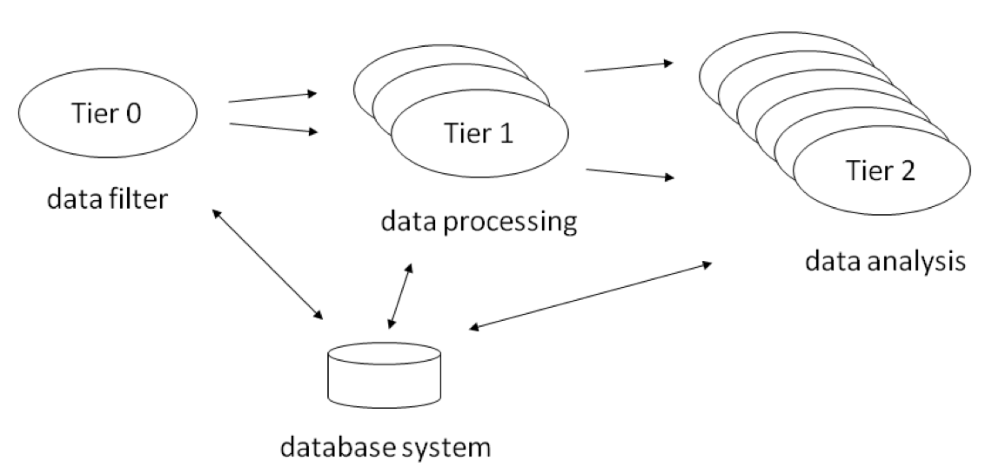 Tier 0
data filter
Tier 1
data processing
Tier 2
data analysis
database system